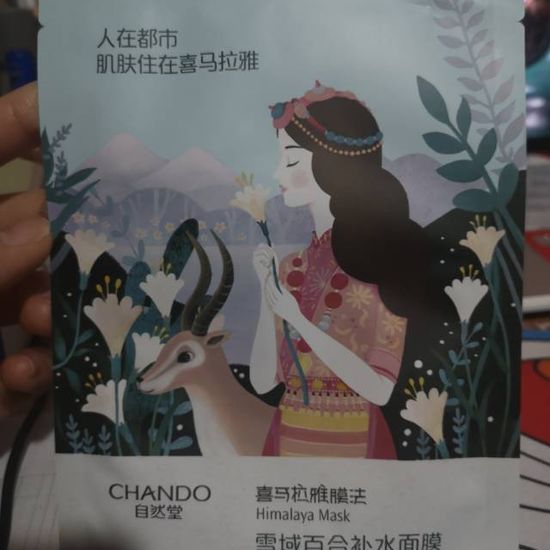 人在都市
肌肤住在喜马拉雅
CHANDO
自然堂
喜马拉雅膜法
Himalaya Mask
雪域百合补水面膜